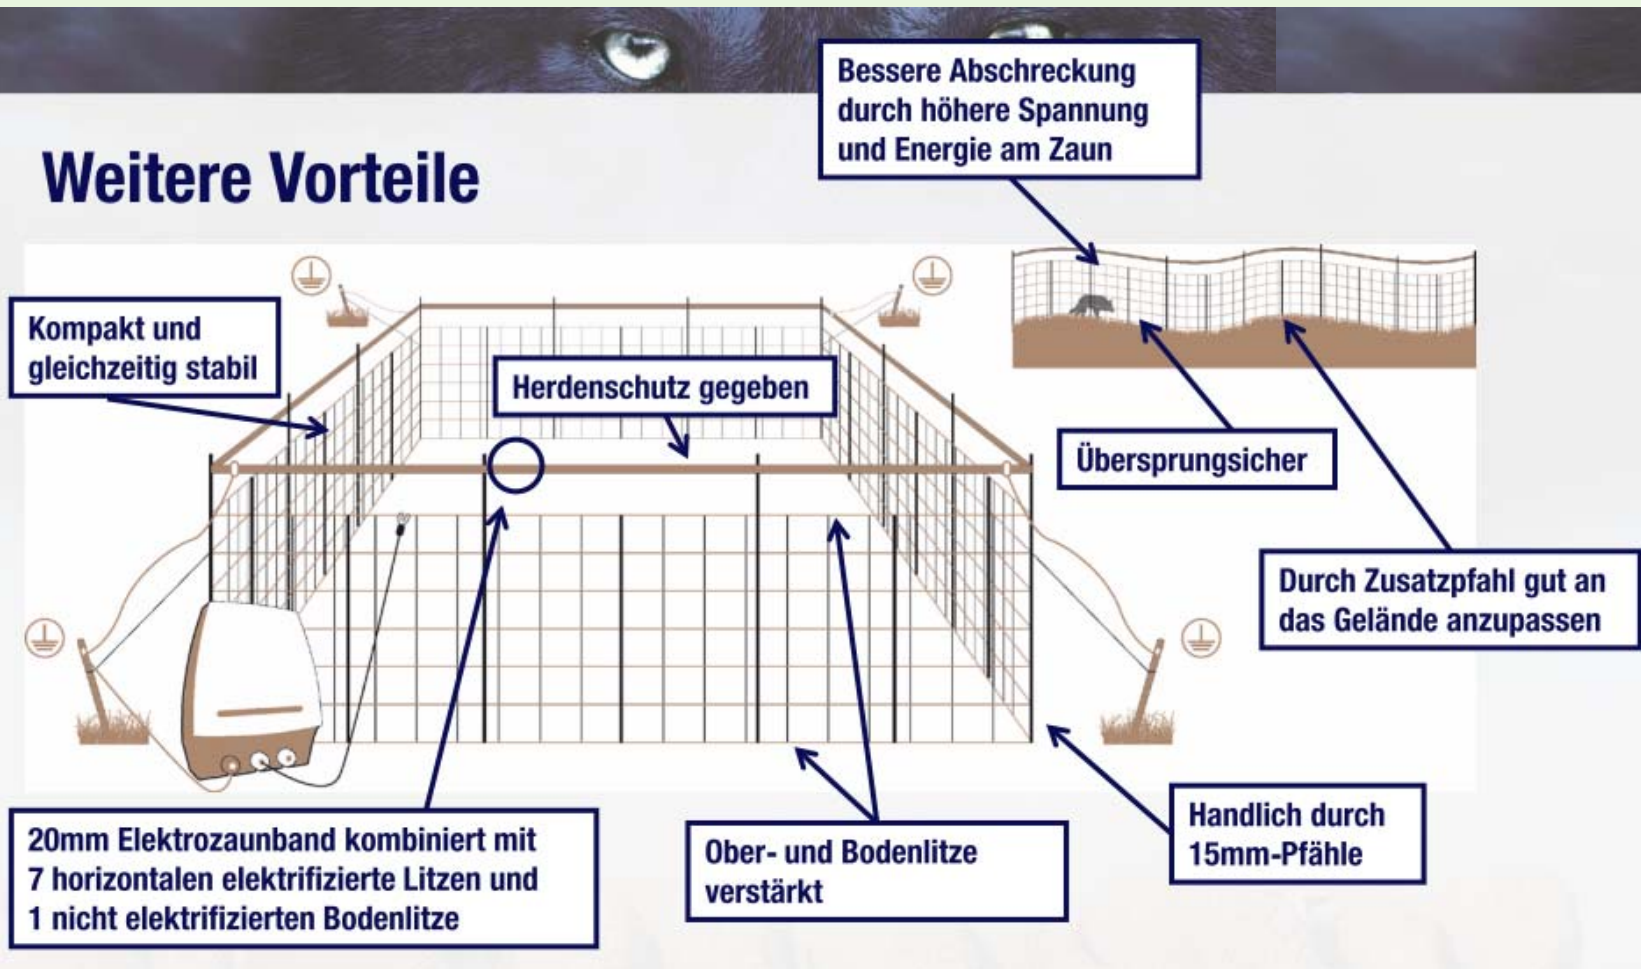 Bessere Abschreckung
durch höhere Spannung
und Energie am Zaun
Weitere Vorteile
Kompakt und
gleichzeitig stabil
Herdenschutz gegeben
Übersprungsicher
Durch Zusatzpfahl gut an
das Gelände anzupassen
20mm Elektrozaunband kombiniert mit
7 horizontalen elektrifizierte Litzen und
1 nicht elektrifizierten Bodenlitze
Ober- und Bodenlitze
verstärkt
Handlich durch
15mm-Pfähle